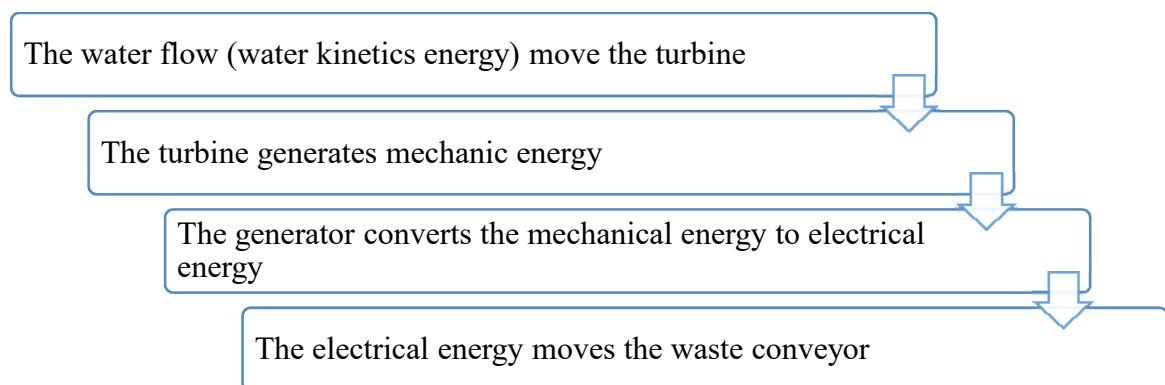 The water flow (water kinetics energy) move the turbine
The turbine generates mechanic energy
The generator converts the mechanical energy to electrical
energy
The electrical energy moves the waste conveyor